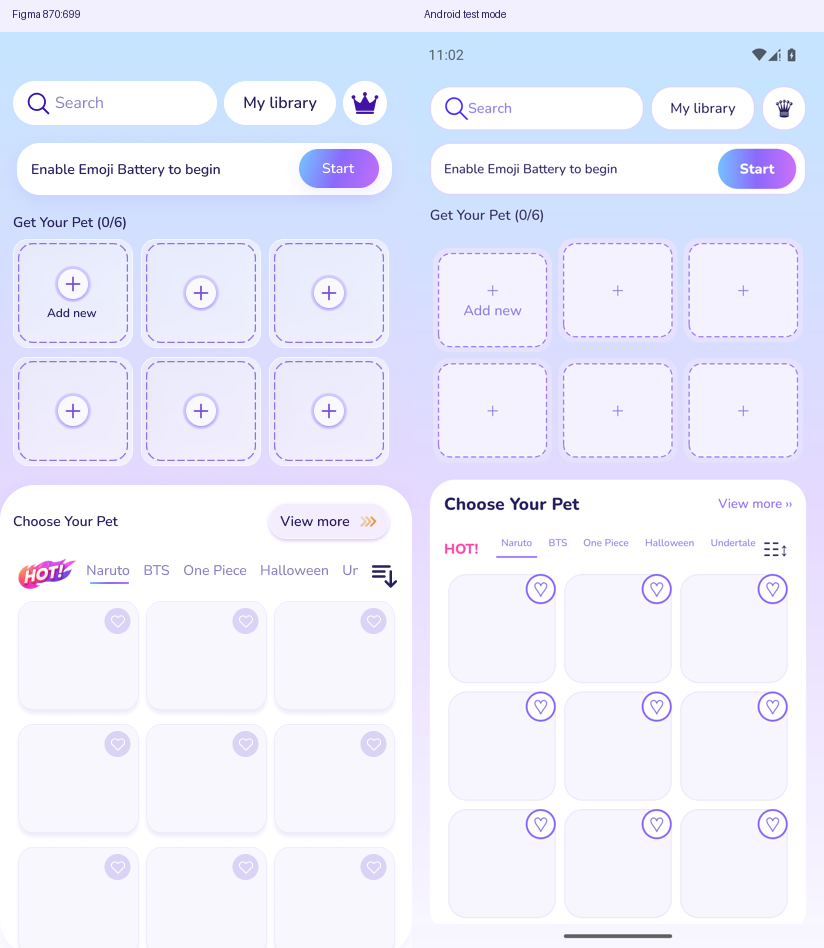 Figma 870:699
Android test mode
11:02
Search
My library
Enable Emoji Battery to begin
Start
Get Your Pet (0/6)
Add new
Choose Your Pet
View more
HOT!
Naruto
BTS
One Piece
Halloween
Ur
Search
My library
Enable Emoji Battery to begin
Start
Get Your Pet (0/6)
Add new
Choose Your Pet
View more ››
HOT!
Naruto
BTS
One Piece
Halloween
Undertale